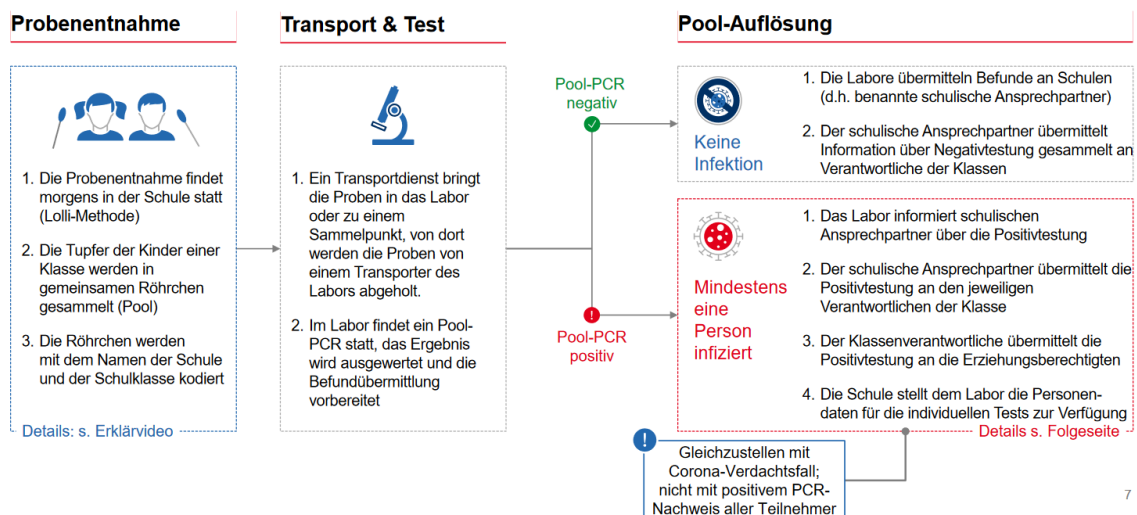 Probenentnahme
1. Die Probenentnahme findet
morgens in der Schule statt
(Lolli-Methode)
2. Die Tupfer der Kinder einer
Klasse werden in
gemeinsamen Röhrchen
gesammelt (Pool)
3. Die Röhrchen werden
mit dem Namen der Schule
und der Schulklasse kodiert
Details: s. Erklärvideo
Transport & Test
1. Ein Transportdienst bringt
die Proben in das Labor
oder zu einem
Sammelpunkt, von dort
werden die Proben von
einem Transporter des
Labors abgeholt.
2. Im Labor findet ein Pool-
PCR statt, das Ergebnis
wird ausgewertet und die
Befundübermittlung
vorbereitet
Pool-PCR
negativ
Pool-PCR
positiv
Pool-Auflösung
Keine
Infektion
1. Die Labore übermitteln Befunde an Schulen
(d.h. benannte schulische Ansprechpartner)
2. Der schulische Ansprechpartner übermittelt
Information über Negativtestung gesammelt an
Verantwortliche der Klassen
Mindestens
eine
Person
infiziert
1. Das Labor informiert schulischen
Ansprechpartner über die Positivtestung
2. Der schulische Ansprechpartner übermittelt die
Positivtestung an den jeweiligen
Verantwortlichen der Klasse
3. Der Klassenverantwortliche übermittelt die
Positivtestung an die Erziehungsberechtigten
4. Die Schule stellt dem Labor die Personen-
daten für die individuellen Tests zur Verfügung
Details s. Folgeseite
! Gleichzustellen mit
Corona-Verdachtsfall;
nicht mit positivem PCR-
Nachweis aller Teilnehmer
7